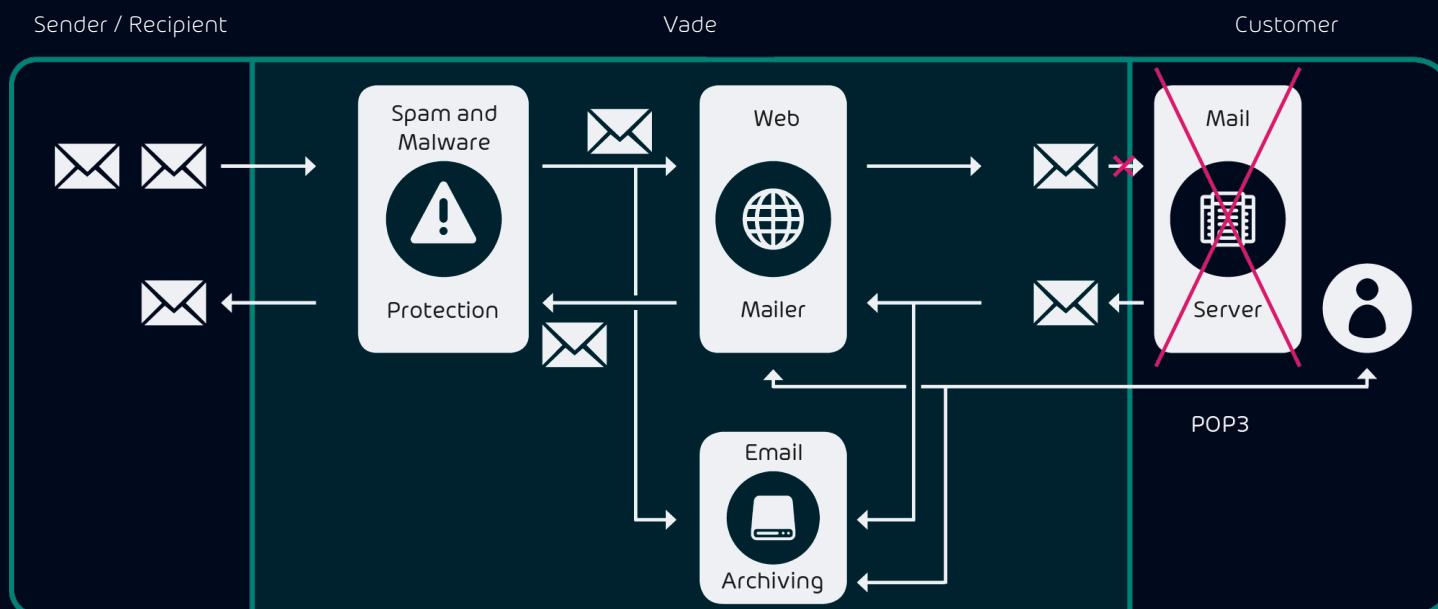 Sender / Recipient
Vade
Customer
Spam and
Malware
Protection
Web
Mailer
Mail
Server
POP3
Email
Archiving